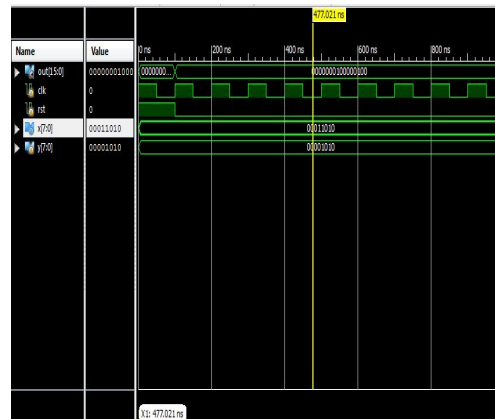 477.021 ns
Name Value 0 ns 200 ns 400 ns 600 ns 800 ns
out[15:0] 00000001000 0000000... 0000000100000100
clk 0
rst 0
x[7:0] 00011010 00011010
y[7:0] 00001010 00001010
X1: 477.021 ns